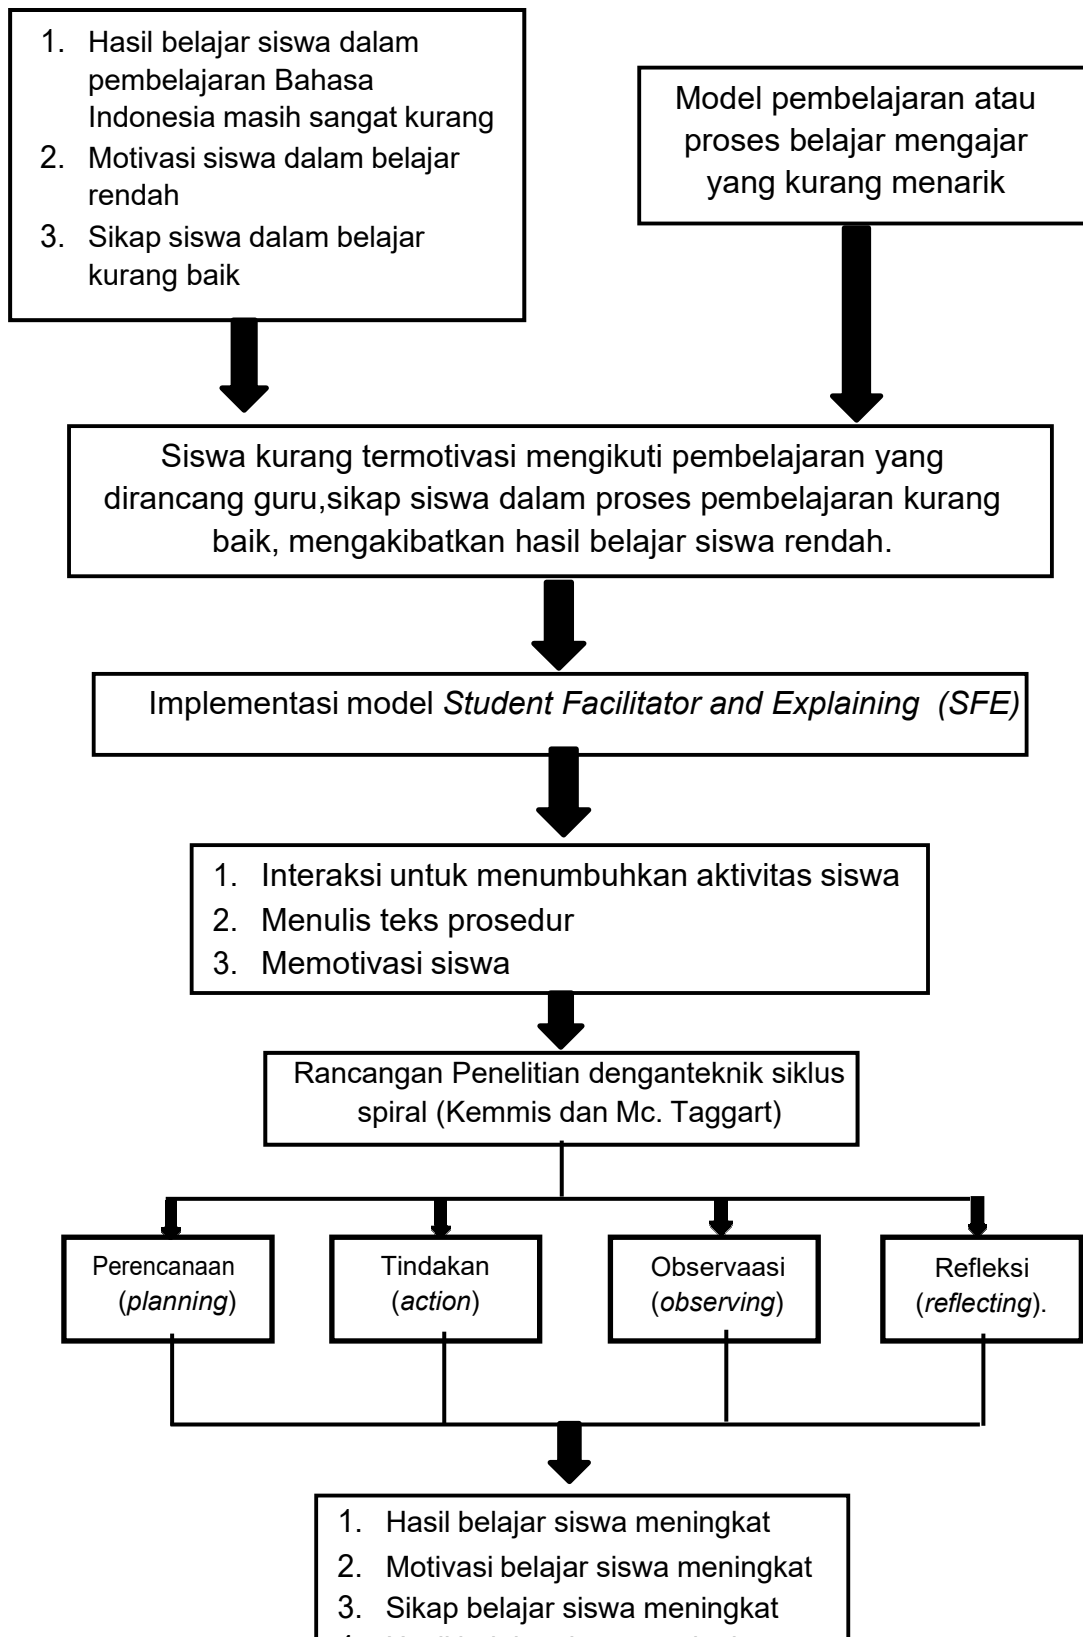 1. Hasil belajar siswa dalam
pembelajaran Bahasa
Indonesia masih sangat kurang
2. Motivasi siswa dalam belajar
rendah
3. Sikap siswa dalam belajar
kurang baik
Model pembelajaran atau
proses belajar mengajar
yang kurang menarik
Siswa kurang termotivasi mengikuti pembelajaran yang
dirancang guru,sikap siswa dalam proses pembelajaran kurang
baik, mengakibatkan hasil belajar siswa rendah.
Implementasi model Student Facilitator and Explaining (SFE)
1. Interaksi untuk menumbuhkan aktivitas siswa
2. Menulis teks prosedur
3. Memotivasi siswa
Rancangan Penelitian denganteknik siklus
spiral (Kemmis dan Mc. Taggart)
Perencanaan
(planning)
Tindakan
(action)
Observaasi
(observing)
Refleksi
(reflecting).
1. Hasil belajar siswa meningkat
2. Motivasi belajar siswa meningkat
3. Sikap belajar siswa meningkat